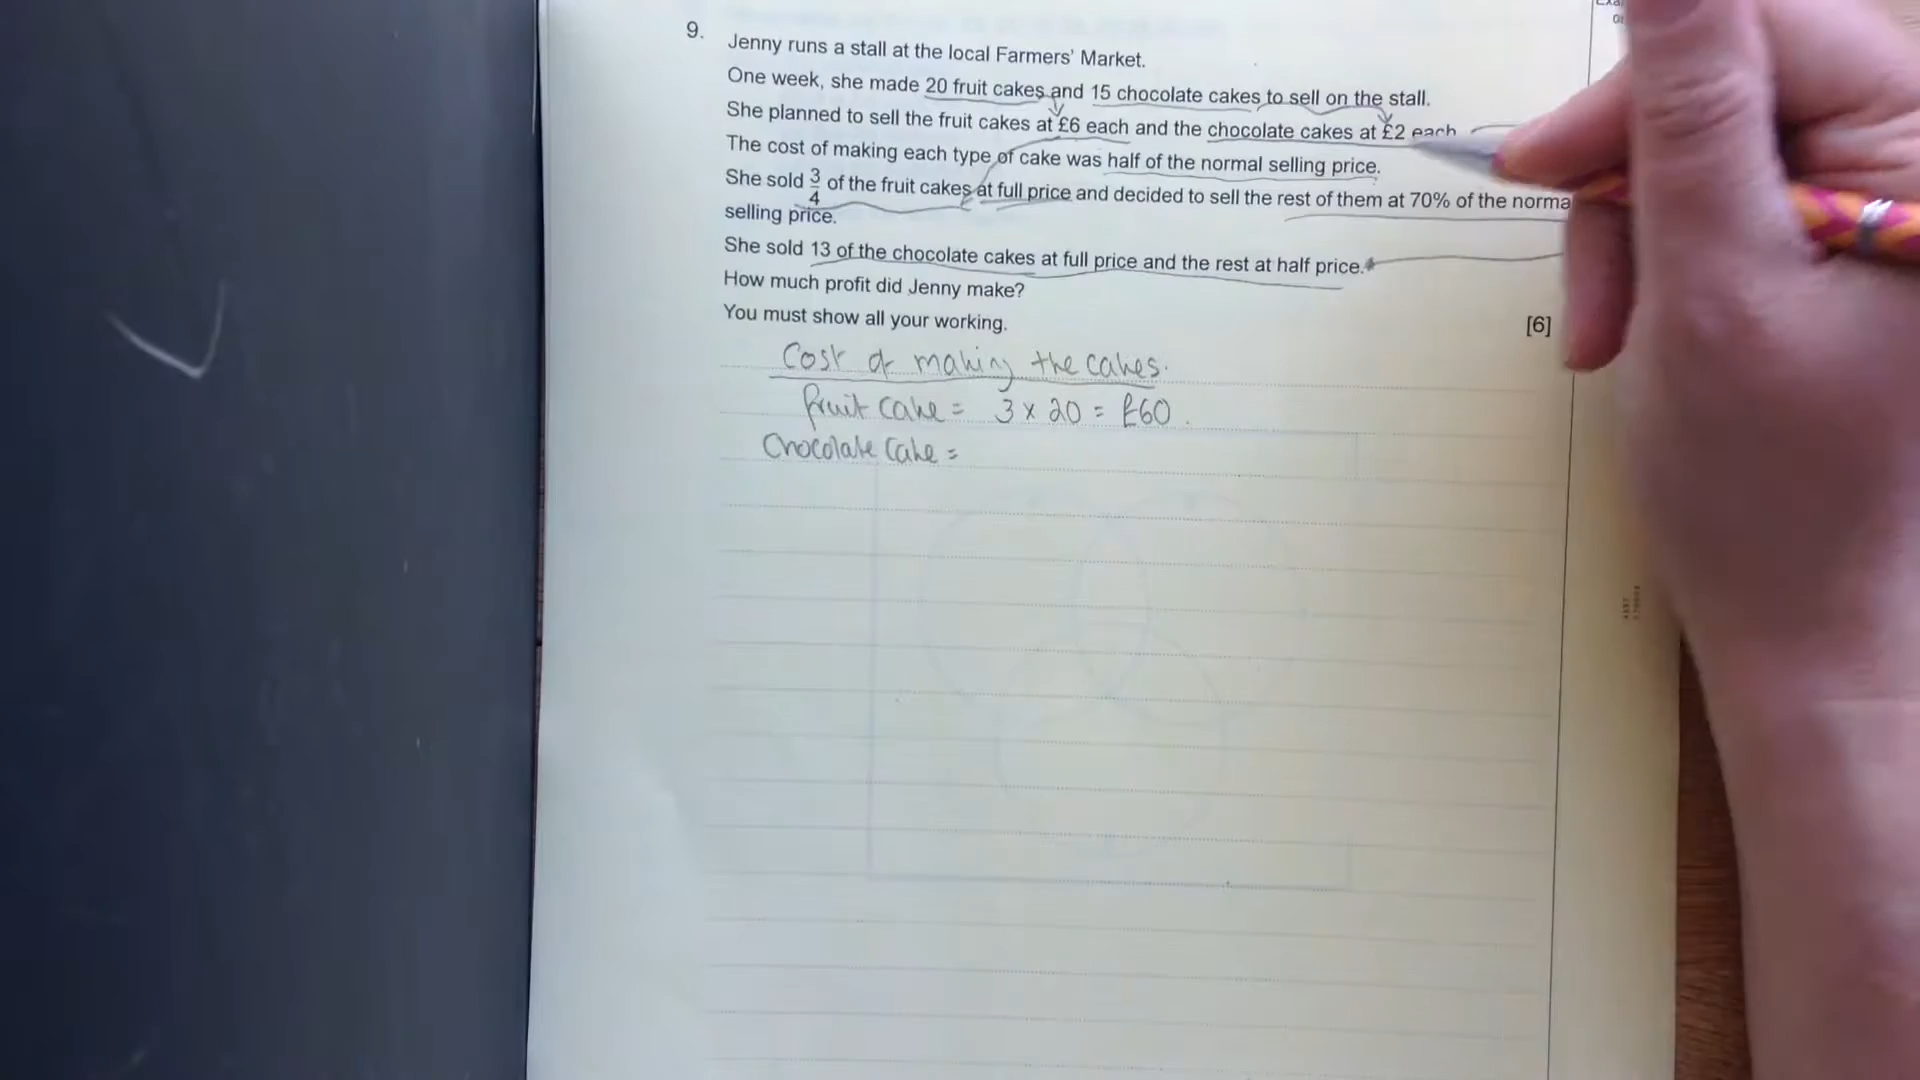 9.
Jenny runs a stall at the local Farmers' Market.
One week, she made 20 fruit cakes and 15 chocolate cakes to sell on the stall.
She planned to sell the fruit cakes at £6 each and the chocolate cakes at £2 each
The cost of making each type of cake was half of the normal selling price.
She sold 3/4 of the fruit cakes at full price and decided to sell the rest of them at 70% of the norma
selling price.
She sold 13 of the chocolate cakes at full price and the rest at half price.
How much profit did Jenny make?
You must show all your working.
[6]
Cost of making the cakes.
fruit cake = 3 x 20 = £60.
Chocolate cake =